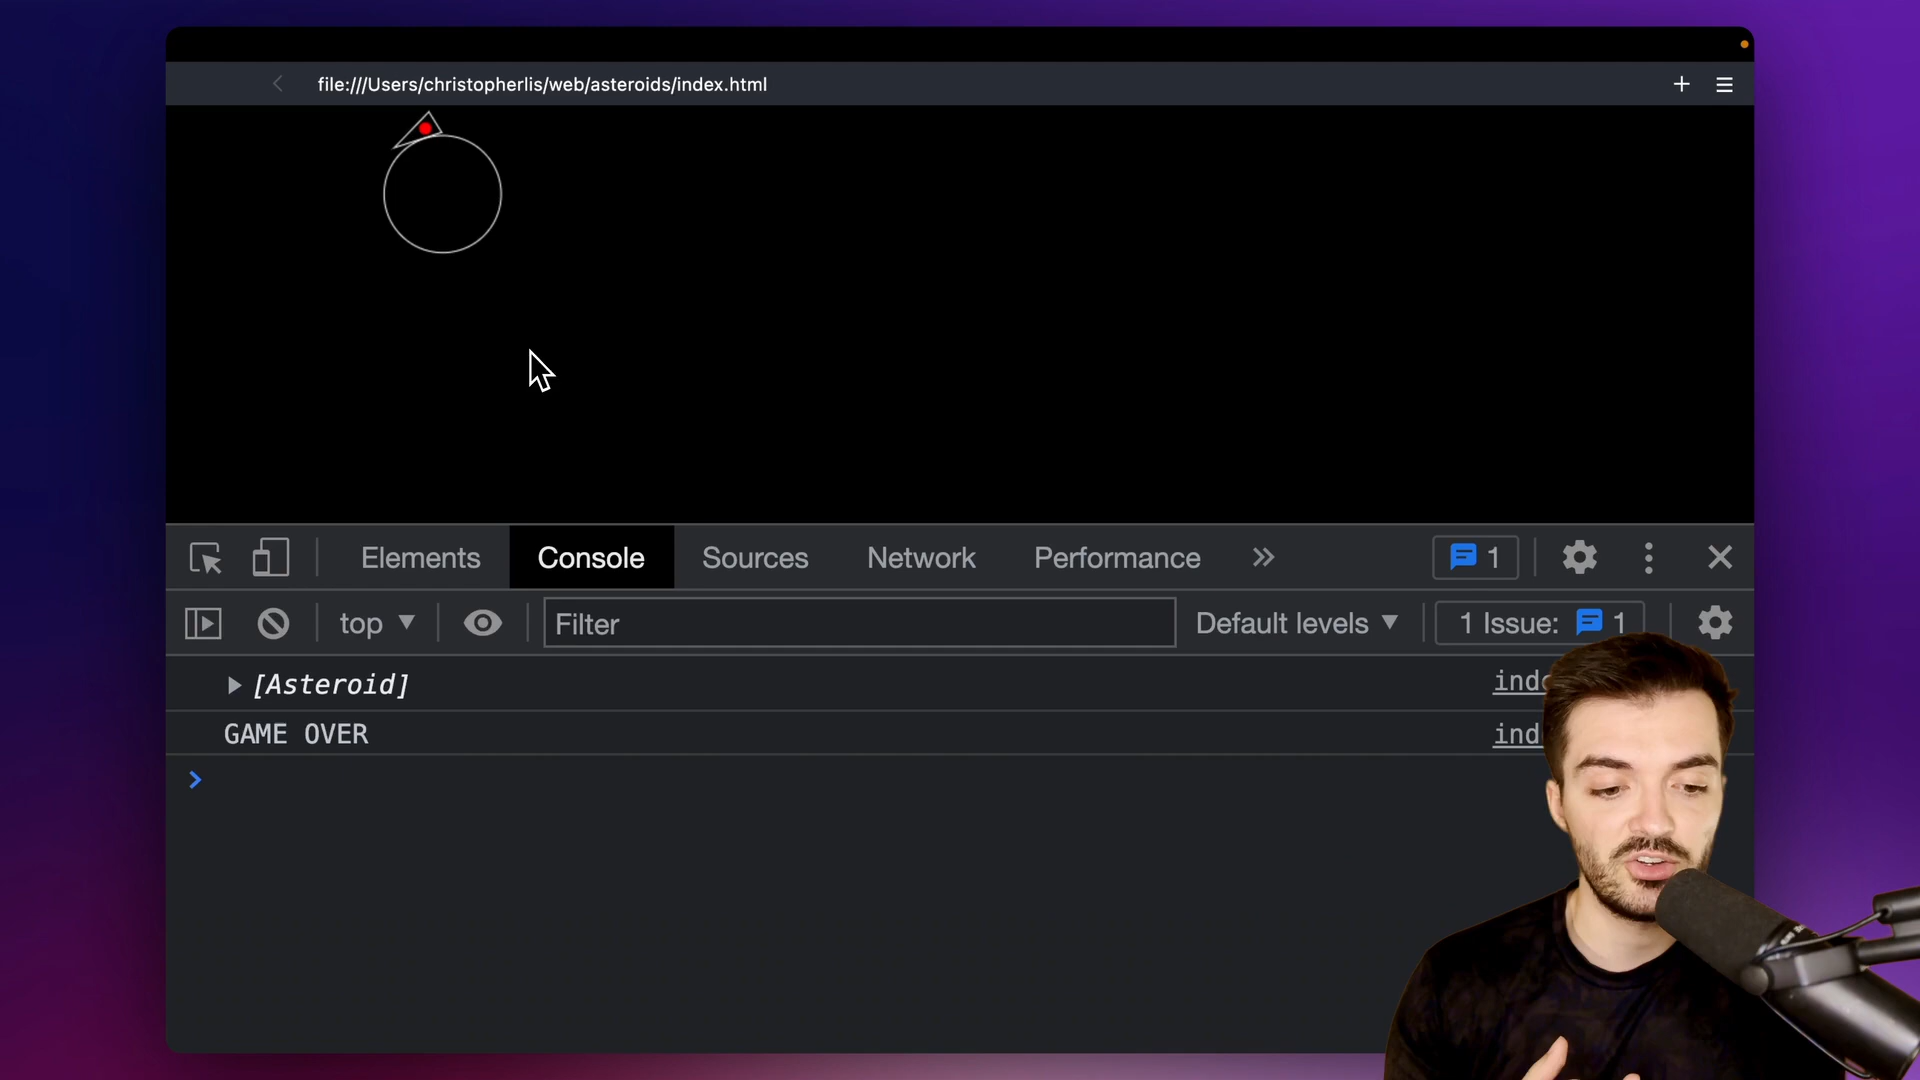 file:///Users/christopherlis/web/asteroids/index.html
Elements Console Sources Network Performance 1
top Filter Default levels 1 Issue: 1
[Asteroid]
GAME OVER